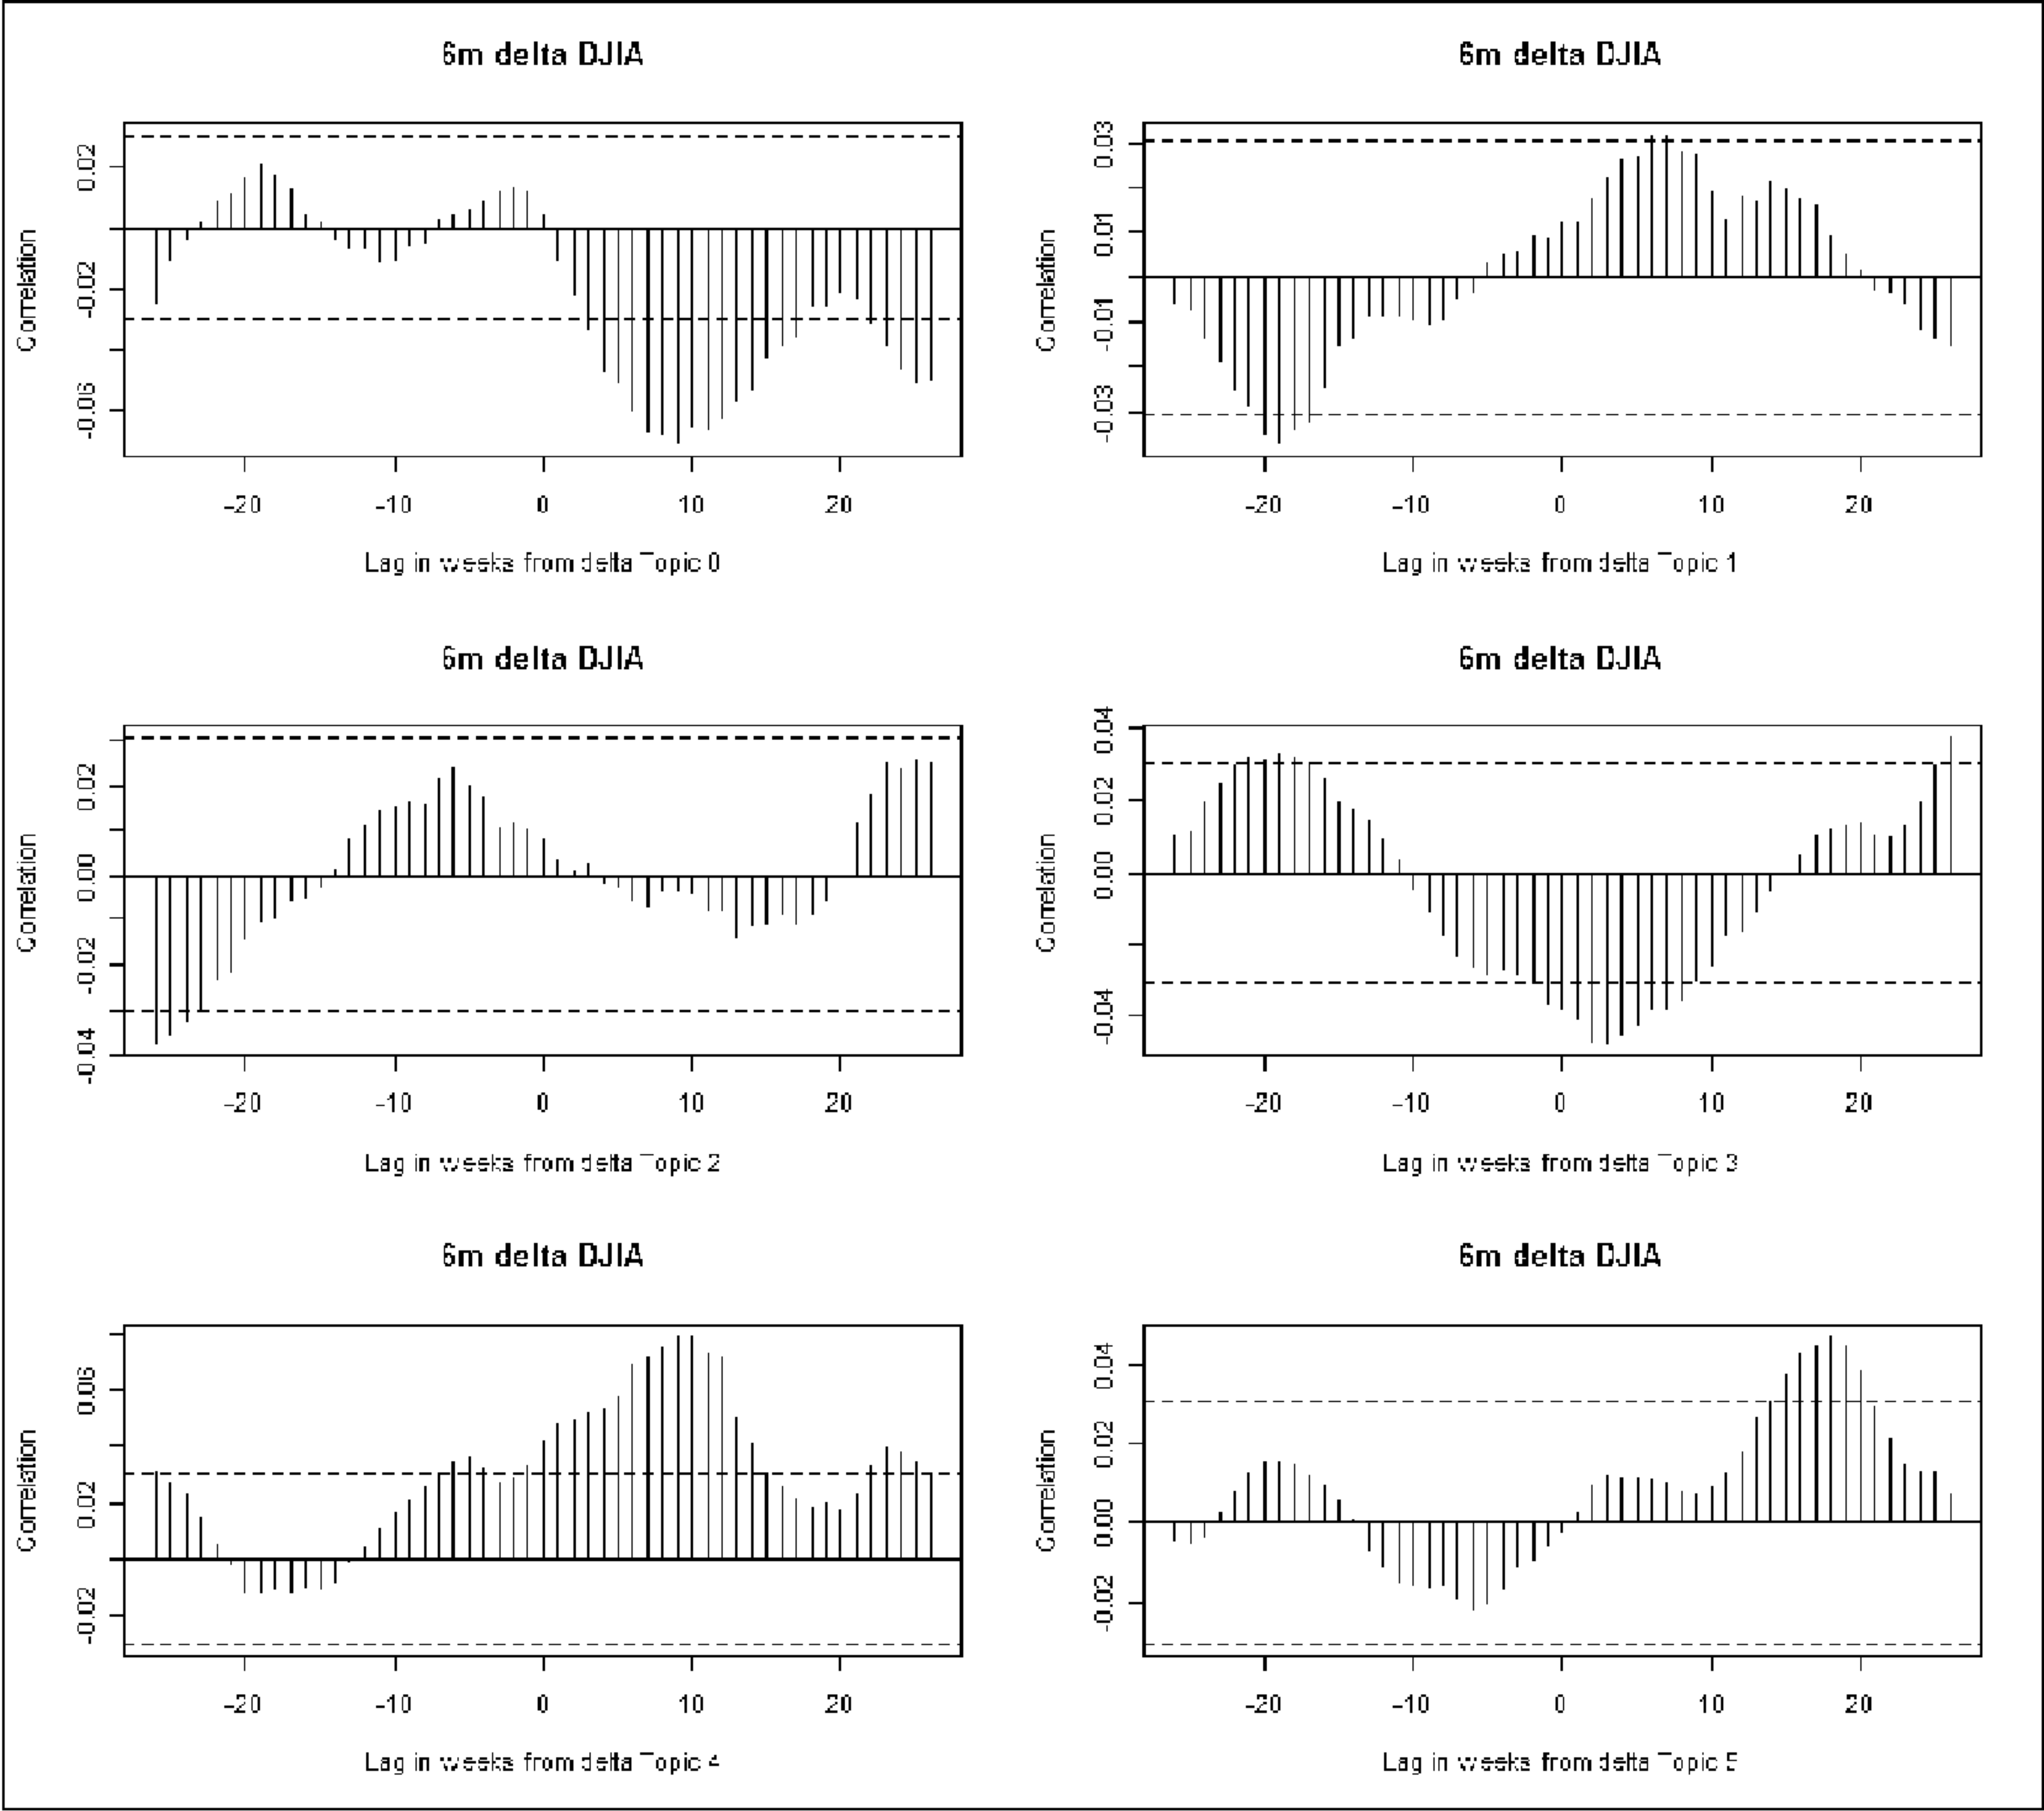 6m delta DJIA
Correlation
0.02
-0.02
-0.06
-20 -10 0 10 20
Lag in weeks from delta Topic 0
6m delta DJIA
Correlation
0.03
0.01
-0.01
-0.03
-20 -10 0 10 20
Lag in weeks from delta Topic 1
6m delta DJIA
Correlation
0.02
0.00
-0.02
-0.04
-20 -10 0 10 20
Lag in weeks from delta Topic 2
6m delta DJIA
Correlation
0.04
0.02
0.00
-0.04
-20 -10 0 10 20
Lag in weeks from delta Topic 3
6m delta DJIA
Correlation
0.06
0.02
-0.02
-20 -10 0 10 20
Lag in weeks from delta Topic 4
6m delta DJIA
Correlation
0.04
0.02
0.00
-0.02
-20 -10 0 10 20
Lag in weeks from delta Topic 5